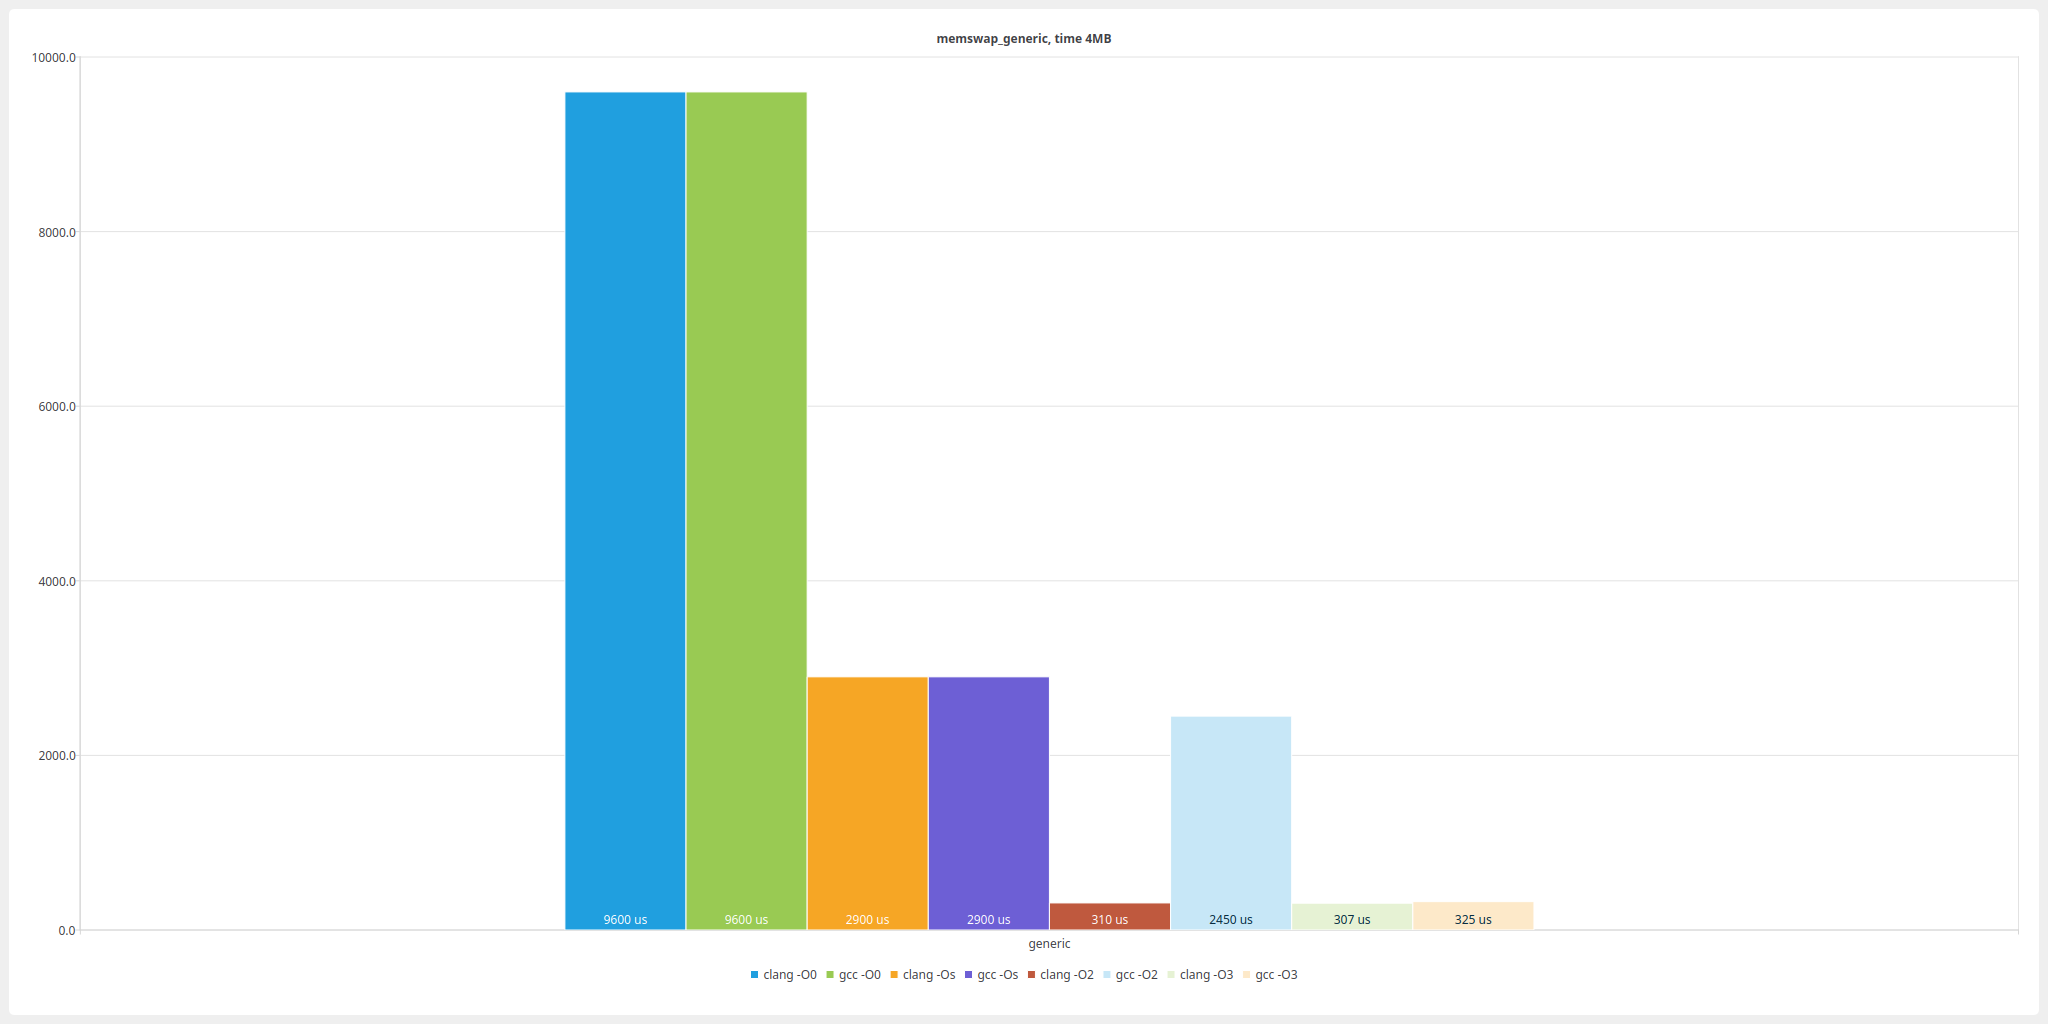 memswap_generic, time 4MB
10000.0
8000.0
6000.0
4000.0
2000.0
0.0
9600 us 9600 us 2900 us 2900 us 310 us 2450 us 307 us 325 us
generic
clang -O0 gcc -O0 clang -Os gcc -Os clang -O2 gcc -O2 clang -O3 gcc -O3